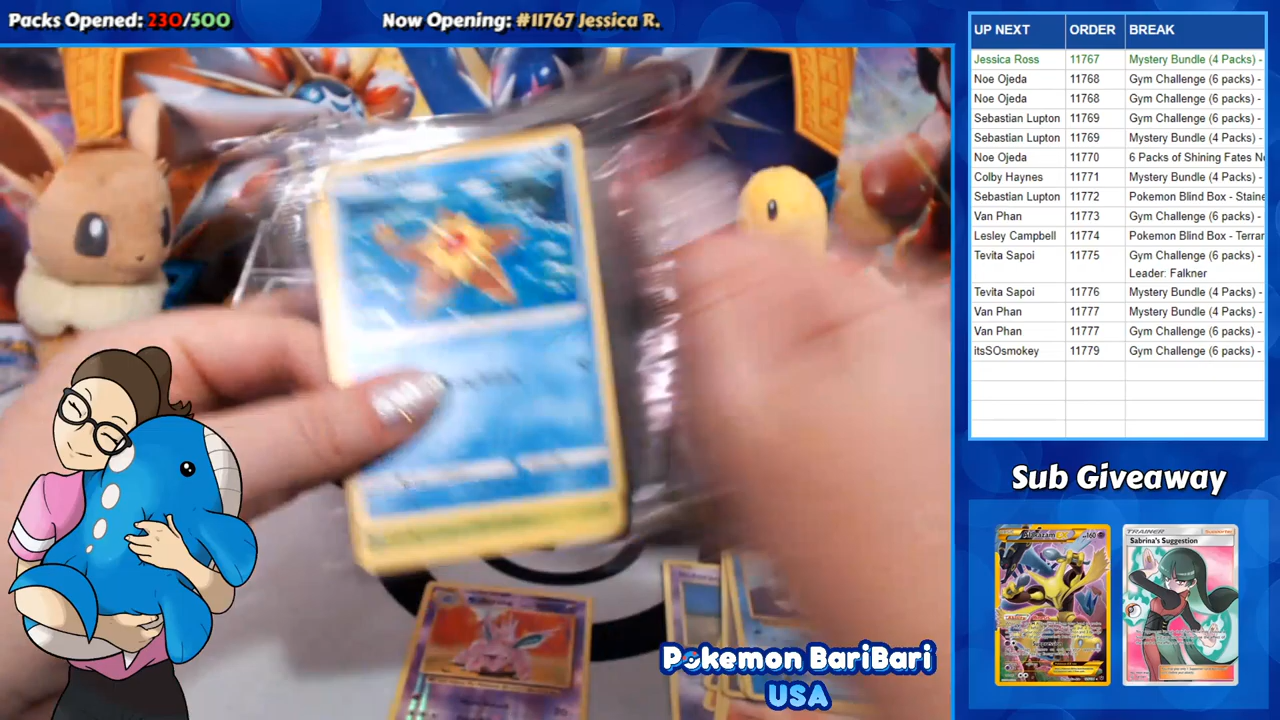 Packs Opened: 230/500
Now Opening: #11767 Jessica R.
UP NEXT ORDER BREAK
Jessica Ross 11767 Mystery Bundle (4 Packs) -
Noe Ojeda 11768 Gym Challenge (6 packs) -
Noe Ojeda 11768 Gym Challenge (6 packs) -
Sebastian Lupton 11769 Gym Challenge (6 packs) -
Sebastian Lupton 11769 Mystery Bundle (4 Packs) -
Noe Ojeda 11770 6 Packs of Shining Fates N
Colby Haynes 11771 Mystery Bundle (4 Packs) -
Sebastian Lupton 11772 Pokemon Blind Box - Staine
Van Phan 11773 Gym Challenge (6 packs) -
Lesley Campbell 11774 Pokemon Blind Box - Terrar
Tevita Sapoi 11775 Gym Challenge (6 packs) -
Leader: Falkner
Tevita Sapoi 11776 Mystery Bundle (4 Packs) -
Van Phan 11777 Mystery Bundle (4 Packs) -
Van Phan 11777 Gym Challenge (6 packs) -
itsSOsmokey 11779 Gym Challenge (6 packs) -
Sub Giveaway
TRAINER
Sabrina's Suggestion
Pokemon BariBari
USA